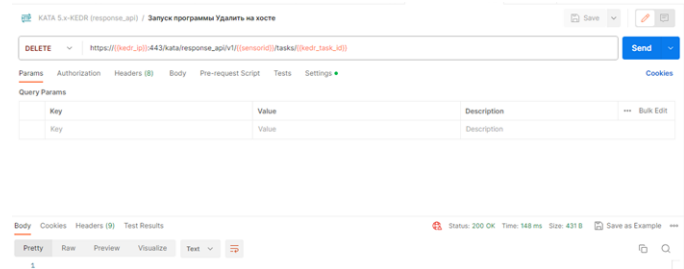 KATA 5.x-KEDR (response_api) / Запуск программы Удалить на хосте
Save
DELETE https://{{kedr_ip}}:443/kata/response_api/v1/{{sensorid}}/tasks/{{kedr_task_id}} Send
Params Authorization Headers (8) Body Pre-request Script Tests Settings Cookies
Query Params
Key Value Description Bulk Edit
Key Value Description
Body Cookies Headers (9) Test Results Status: 200 OK Time: 148 ms Size: 431 B Save as Example
Pretty Raw Preview Visualize Text
1